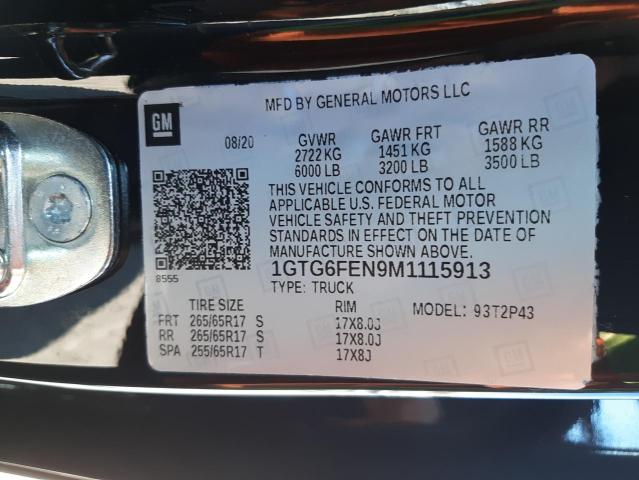 MFD BY GENERAL MOTORS LLC
GM
08/20 GVWR GAWR FRT GAWR RR
2722 KG 1451 KG 1588 KG
6000 LB 3200 LB 3500 LB
THIS VEHICLE CONFORMS TO ALL
APPLICABLE U.S. FEDERAL MOTOR
VEHICLE SAFETY AND THEFT PREVENTION
STANDARDS IN EFFECT ON THE DATE OF
MANUFACTURE SHOWN ABOVE.
8555
1GTG6FEN9M1115913
TYPE: TRUCK
TIRE SIZE RIM MODEL: 93T2P43
FRT 265/65R17 S 17X8.0J
RR 265/65R17 S 17X8.0J
SPA 255/65R17 T 17X8J